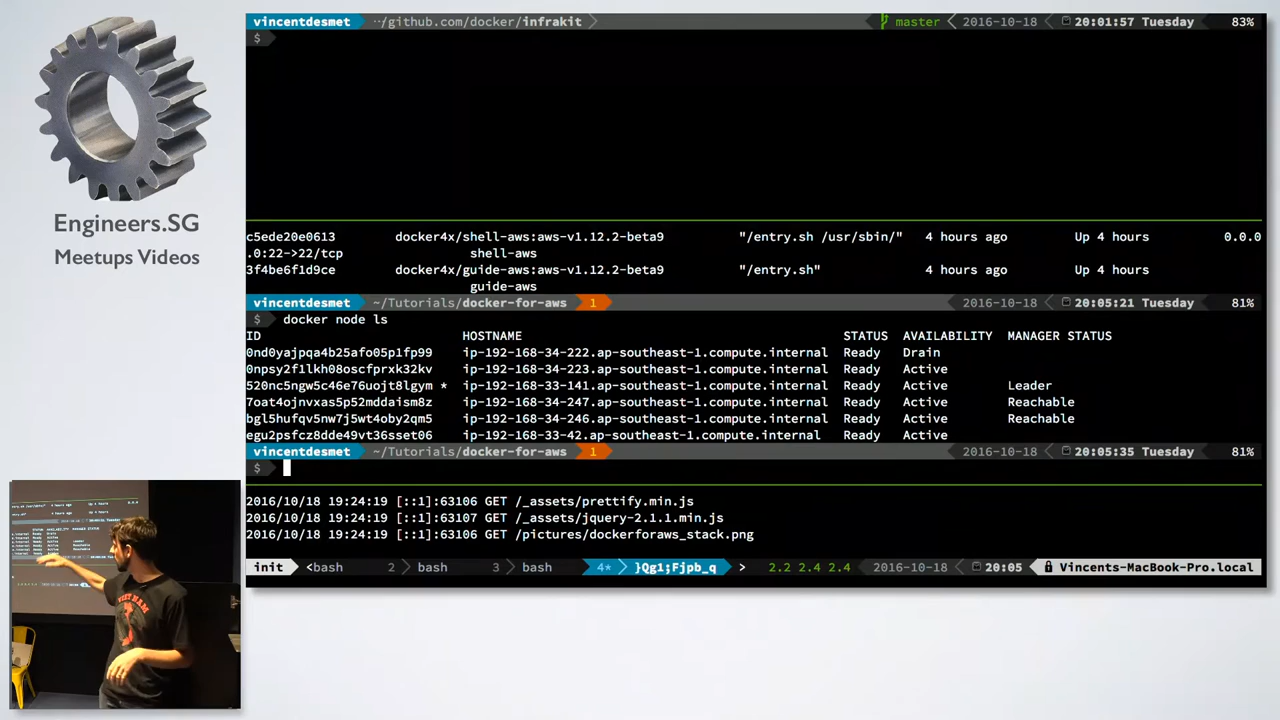 Engineers.SG
Meetups Videos
vincentdesmet ··/github.com/docker/infrakit master 2016-10-18 20:01:57 Tuesday 83%
$
c5ede20e0613 docker4x/shell-aws:aws-v1.12.2-beta9 "/entry.sh /usr/sbin/" 4 hours ago Up 4 hours 0.0.0
.0:22->22/tcp shell-aws
3f4be6f1d9ce docker4x/guide-aws:aws-v1.12.2-beta9 "/entry.sh" 4 hours ago Up 4 hours
guide-aws
vincentdesmet ~/Tutorials/docker-for-aws 1 2016-10-18 20:05:21 Tuesday 81%
$ docker node ls
ID HOSTNAME STATUS AVAILABILITY MANAGER STATUS
0nd0yajpqa4b25afo05p1fp99 ip-192-168-34-222.ap-southeast-1.compute.internal Ready Drain
0npsy2f1lkh08oscfprxk32kv ip-192-168-34-223.ap-southeast-1.compute.internal Ready Active
520nc5ngw5c46e76uojt8lgym * ip-192-168-33-141.ap-southeast-1.compute.internal Ready Active Leader
7oat4ojnvxas5p52mddaism8z ip-192-168-34-247.ap-southeast-1.compute.internal Ready Active Reachable
bgl5hufqv5nw7j5wt4oby2qm5 ip-192-168-34-246.ap-southeast-1.compute.internal Ready Active Reachable
egu2psfcz8dde49vt36sset06 ip-192-168-33-42.ap-southeast-1.compute.internal Ready Active
vincentdesmet ~/Tutorials/docker-for-aws 1 2016-10-18 20:05:35 Tuesday 81%
$
2016/10/18 19:24:19 [::1]:63106 GET /_assets/prettify.min.js
2016/10/18 19:24:19 [::1]:63107 GET /_assets/jquery-2.1.1.min.js
2016/10/18 19:24:19 [::1]:63106 GET /pictures/dockerforaws_stack.png
init <bash 2 bash 3 bash 4* }Qg1;Fjpb_q > 2.2 2.4 2.4 2016-10-18 20:05 Vincents-MacBook-Pro.local
VIET NAM